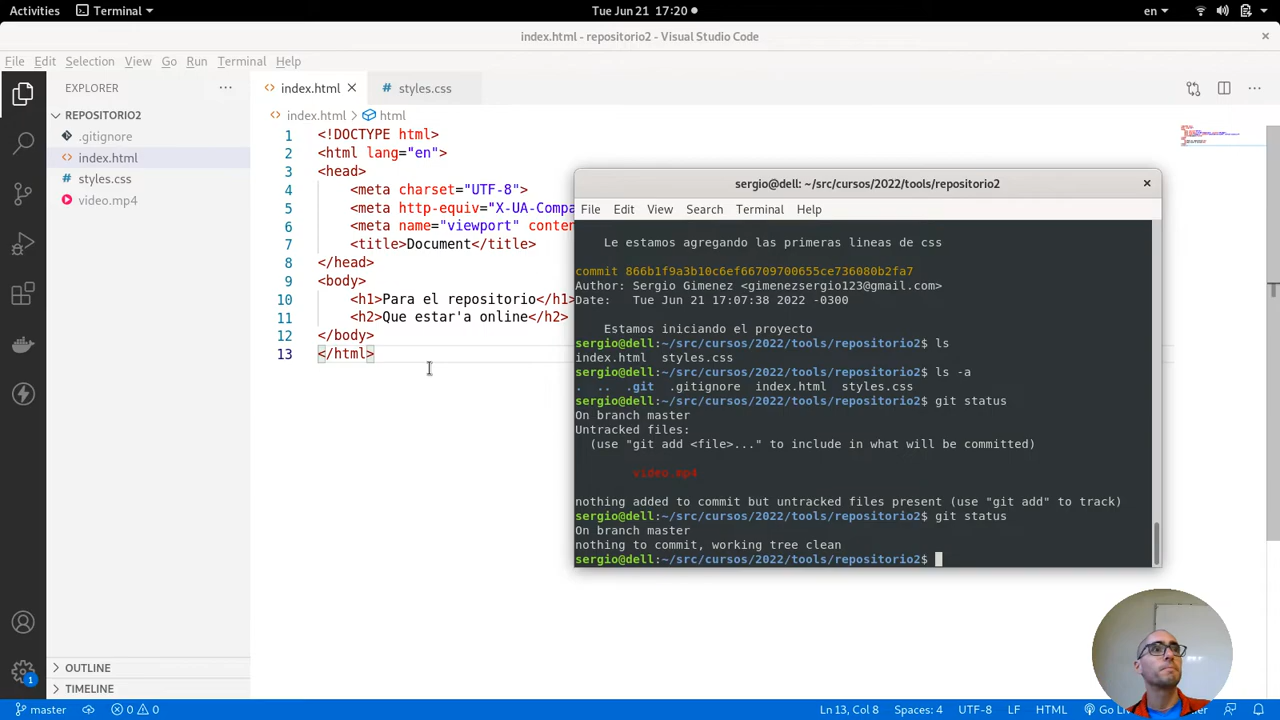 Activities
Terminal
Tue Jun 21 17:20
en
index.html - repositorio2 - Visual Studio Code
File Edit Selection View Go Run Terminal Help
EXPLORER
REPOSITORIO2
.gitignore
index.html
styles.css
video.mp4
OUTLINE
TIMELINE
index.html
# styles.css
index.html > html
1 <!DOCTYPE html>
2 <html lang="en">
3 <head>
4 <meta charset="UTF-8">
5 <meta http-equiv="X-UA-Compa
6 <meta name="viewport" conten
7 <title>Document</title>
8 </head>
9 <body>
10 <h1>Para el repositorio</h1>
11 <h2>Que estar'a online</h2>
12 </body>
13 </html>
sergio@dell: ~/src/cursos/2022/tools/repositorio2
File Edit View Search Terminal Help
Le estamos agregando las primeras lineas de css
commit 866b1f9a3b10c6ef66709700655ce736080b2fa7
Author: Sergio Gimenez <gimenezsergio123@gmail.com>
Date: Tue Jun 21 17:07:38 2022 -0300
Estamos iniciando el proyecto
sergio@dell:~/src/cursos/2022/tools/repositorio2$ ls
index.html styles.css
sergio@dell:~/src/cursos/2022/tools/repositorio2$ ls -a
. .. .git .gitignore index.html styles.css
sergio@dell:~/src/cursos/2022/tools/repositorio2$ git status
On branch master
Untracked files:
(use "git add <file>..." to include in what will be committed)
video.mp4
nothing added to commit but untracked files present (use "git add" to track)
sergio@dell:~/src/cursos/2022/tools/repositorio2$ git status
On branch master
nothing to commit, working tree clean
sergio@dell:~/src/cursos/2022/tools/repositorio2$
1
master
0 0
Ln 13, Col 8
Spaces: 4
UTF-8
LF
HTML
Go Li